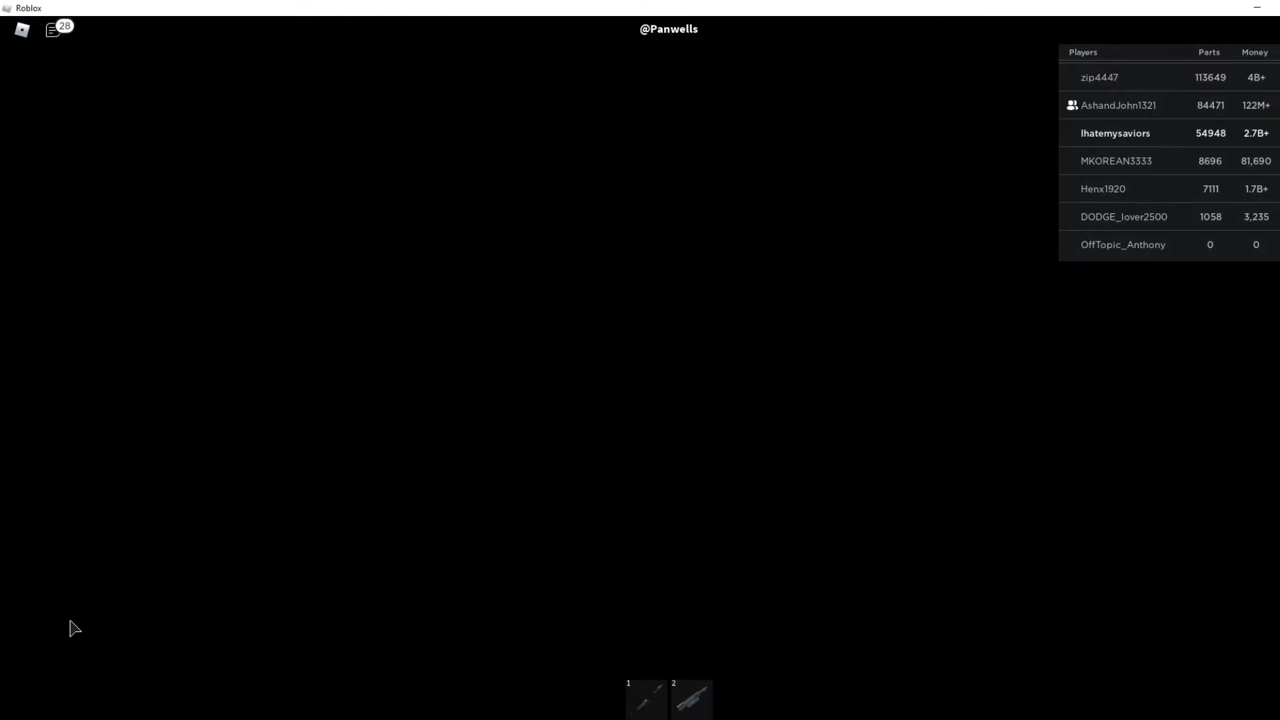 Roblox
28
@Panwells
Players Parts Money
zip4447 113649 4B+
AshandJohn1321 84471 122M+
Ihatemysaviors 54948 2.7B+
MKOREAN3333 8696 81,690
Henx1920 7111 1.7B+
DODGE_lover2500 1058 3,235
OffTopic_Anthony 0 0
1 2